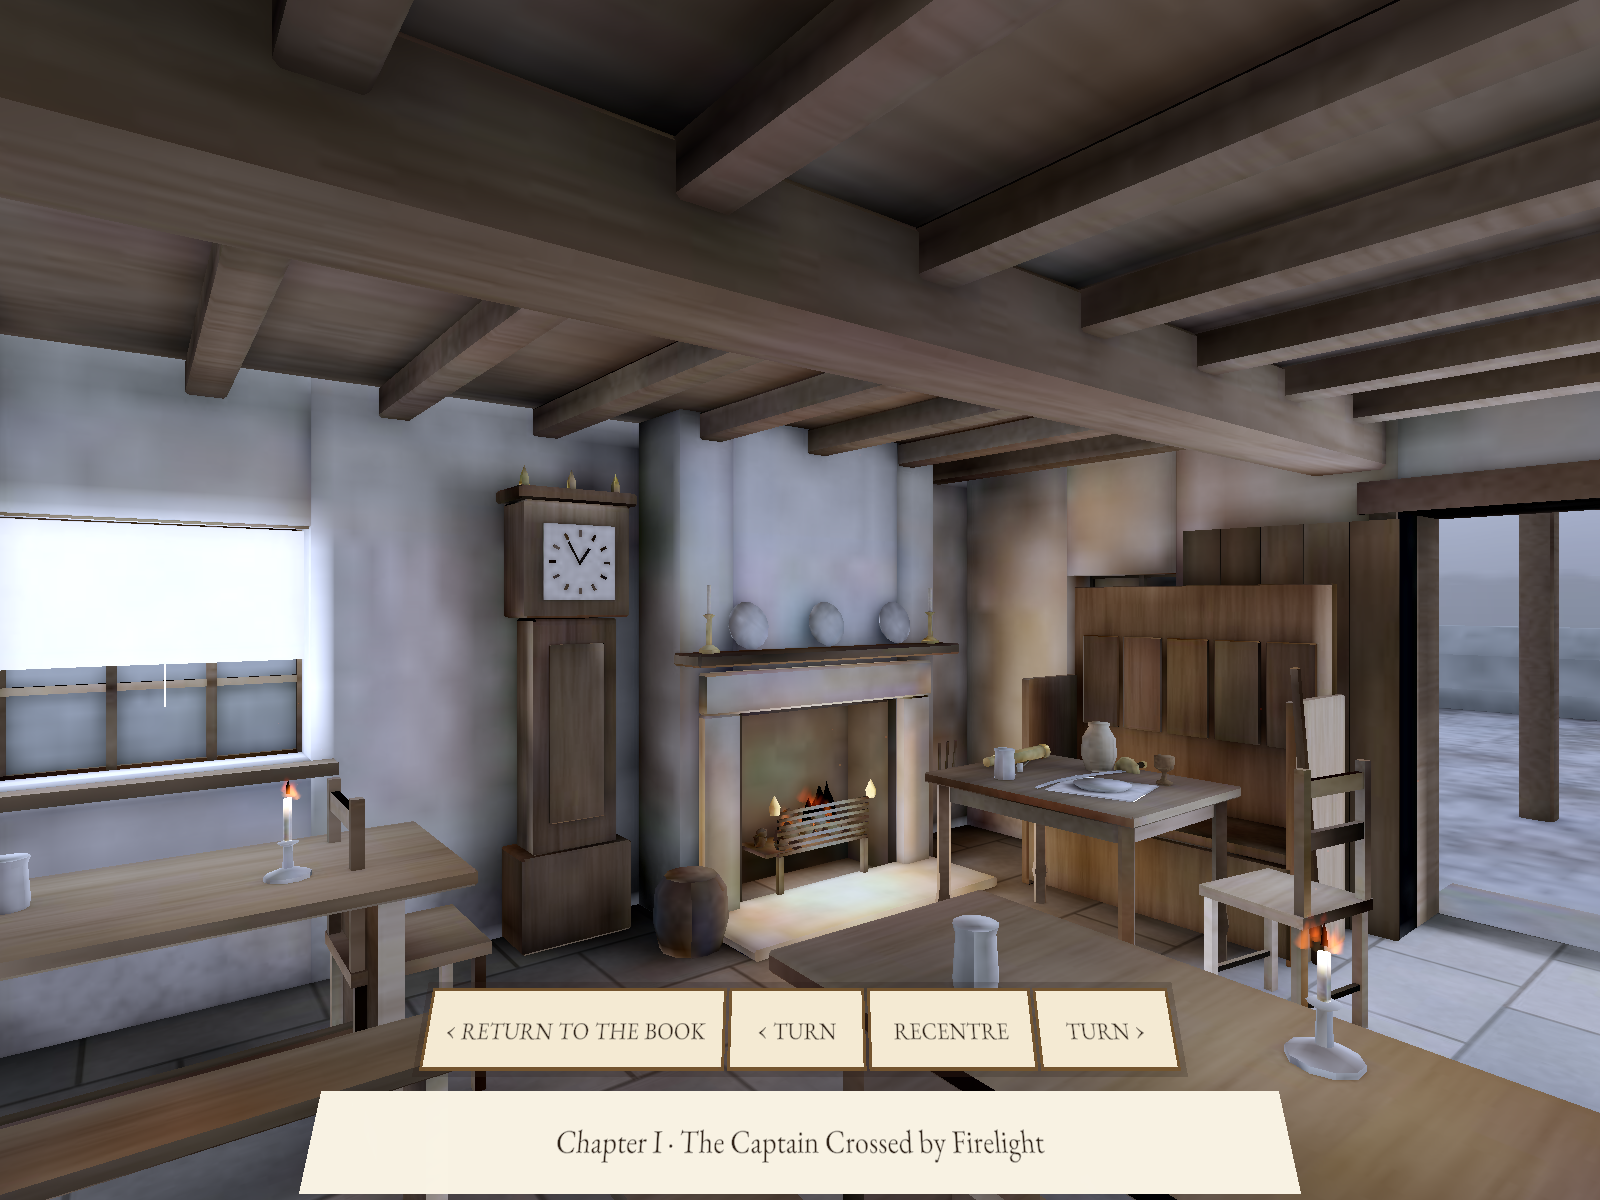 ‹ RETURN TO THE BOOK
‹ TURN
RECENTRE
TURN ›
Chapter I · The Captain Crossed by Firelight